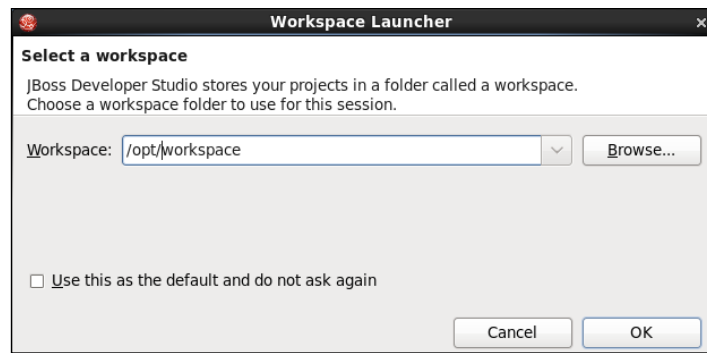 Workspace Launcher
Select a workspace
JBoss Developer Studio stores your projects in a folder called a workspace.
Choose a workspace folder to use for this session.
Workspace: /opt/workspace Browse...
Use this as the default and do not ask again
Cancel OK